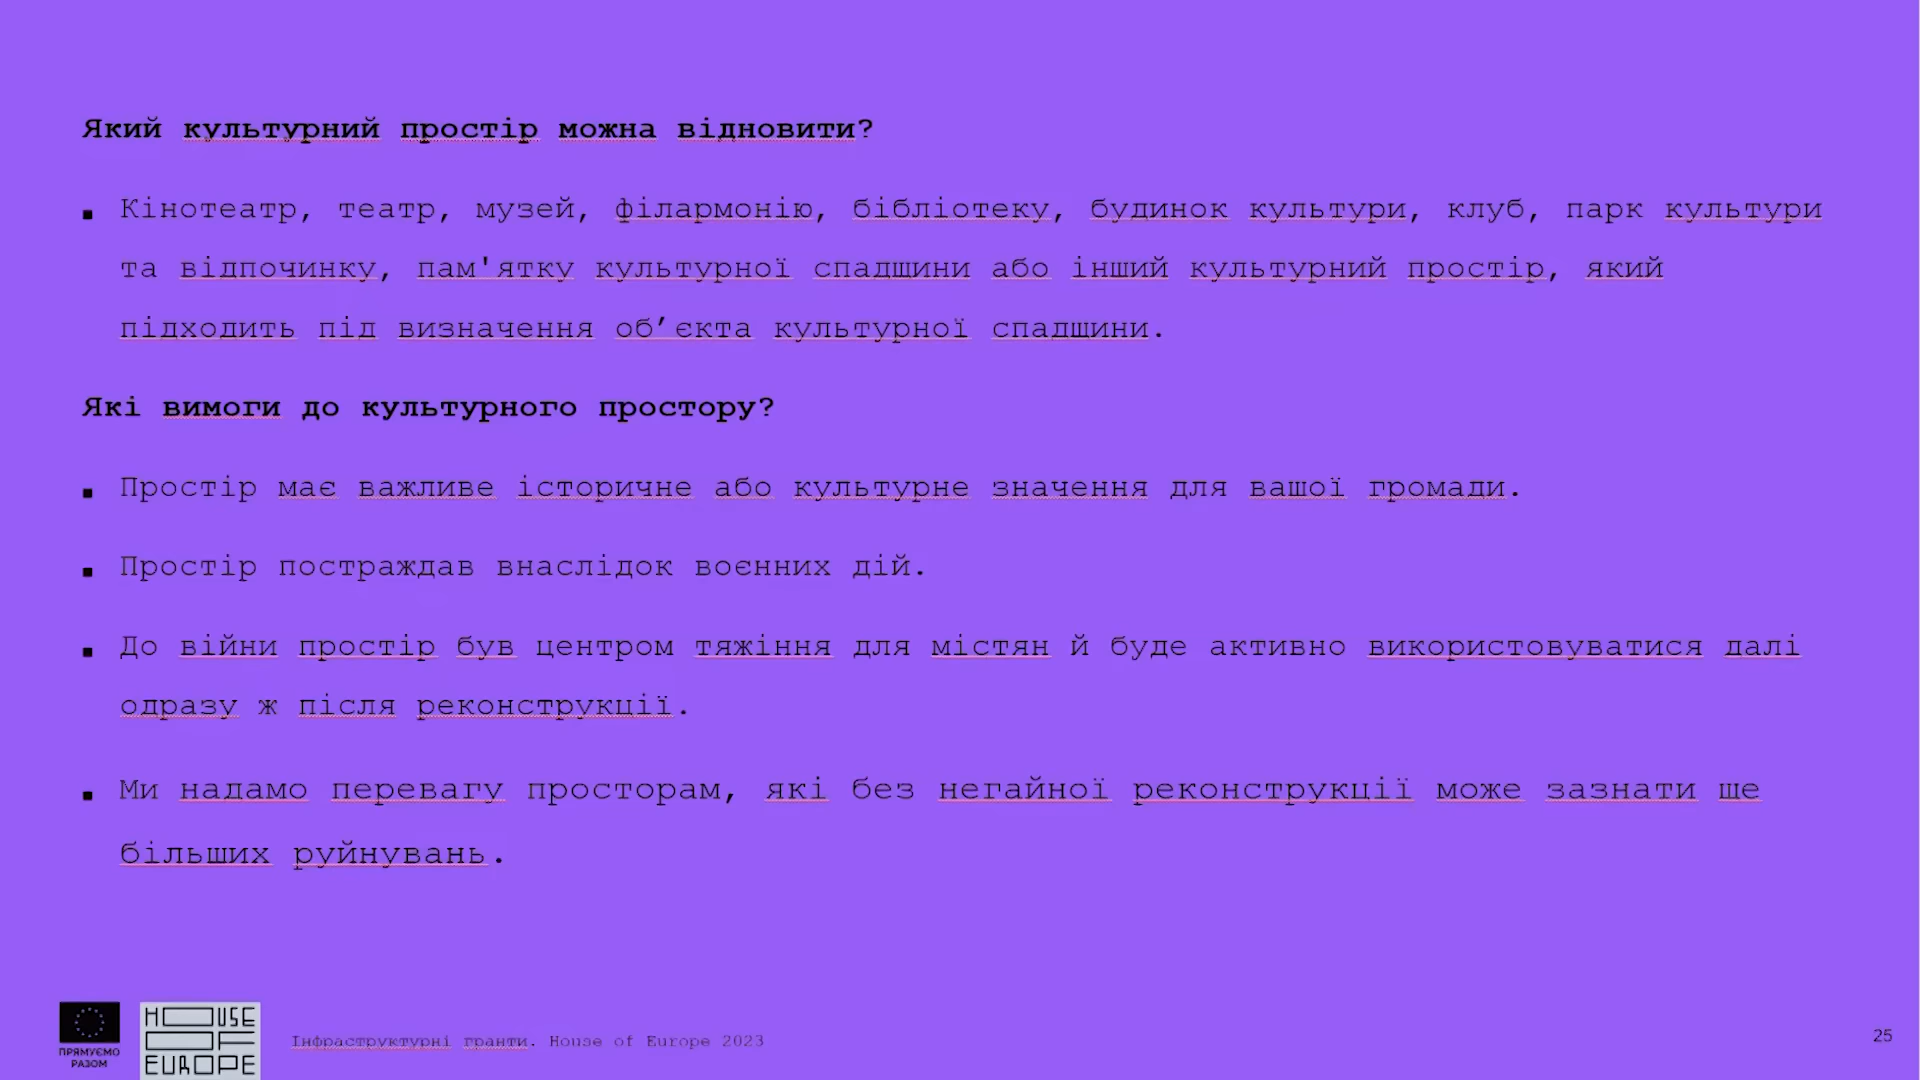 Який культурний простір можна відновити?
▪ Кінотеатр, театр, музей, філармонію, бібліотеку, будинок культури, клуб, парк культури
та відпочинку, пам'ятку культурної спадщини або інший культурний простір, який
підходить під визначення об’єкта культурної спадщини.
Які вимоги до культурного простору?
▪ Простір має важливе історичне або культурне значення для вашої громади.
▪ Простір постраждав внаслідок воєнних дій.
▪ До війни простір був центром тяжіння для містян й буде активно використовуватися далі
одразу ж після реконструкції.
▪ Ми надамо перевагу просторам, які без негайної реконструкції може зазнати ще
більших руйнувань.
ПРЯМУЄМО
РАЗОМ
HOUSE
OF
EUROPE
Інфраструктурні гранти. House of Europe 2023
25